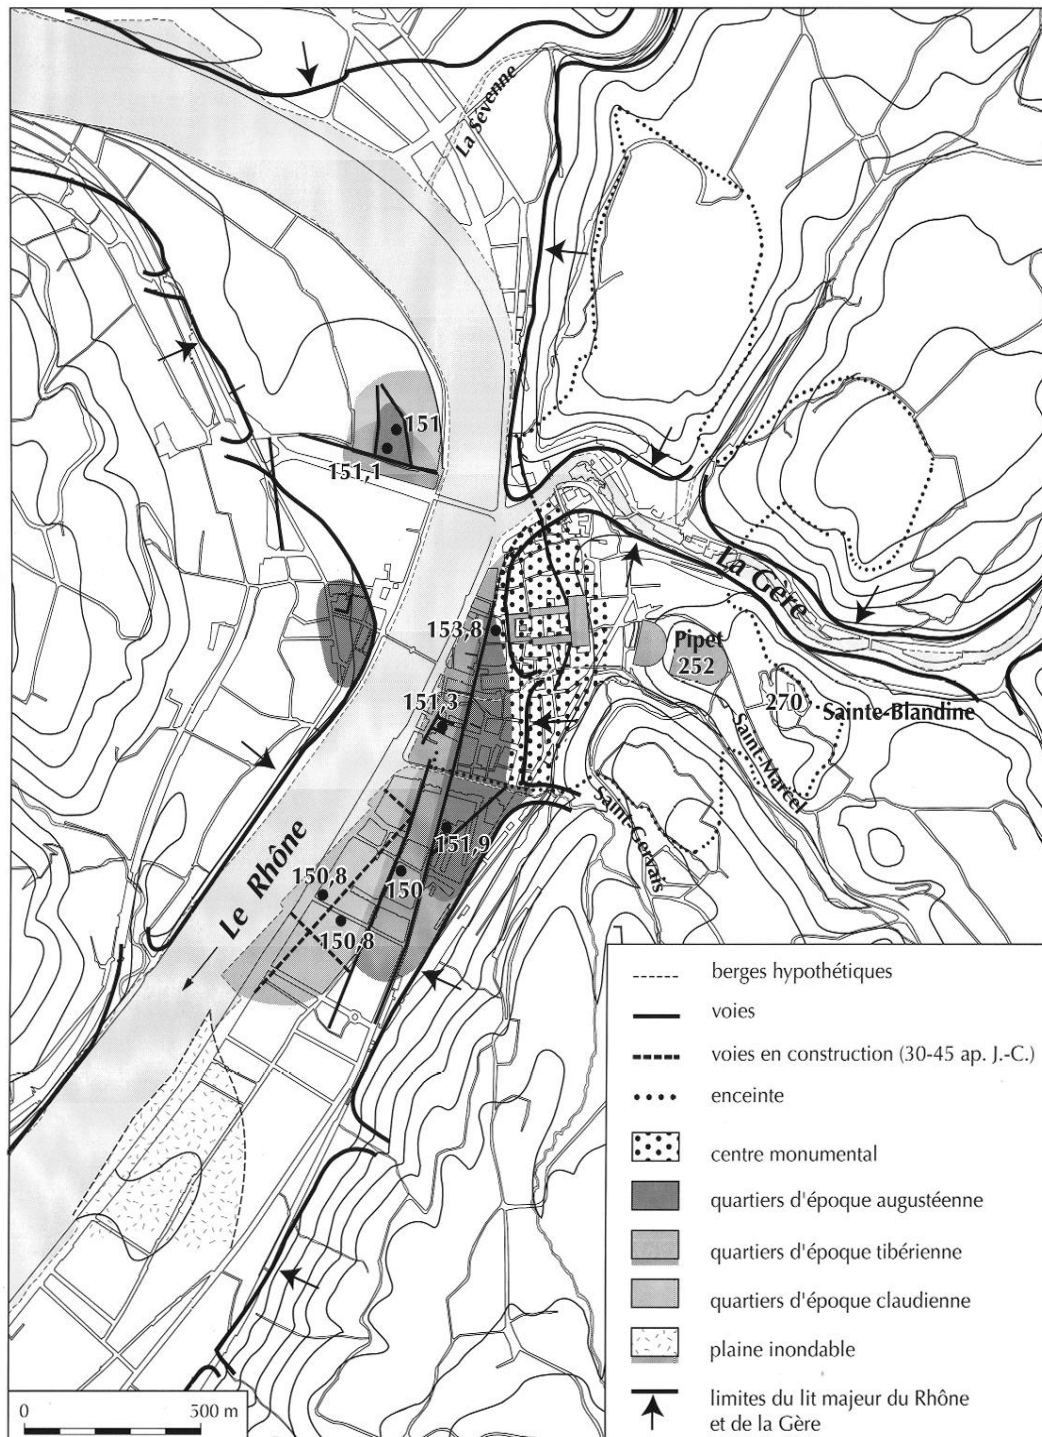 La Sévenne
151
151,1
La Gère
153,8
Pipet
252
151,3
270
Sainte-Blandine
Saint-Marcel
Saint-Gervais
151,9
Le Rhône
150,8
150
150,8
berges hypothétiques
voies
voies en construction (30-45 ap. J.-C.)
enceinte
centre monumental
quartiers d'époque augustéenne
quartiers d'époque tibérienne
quartiers d'époque claudienne
plaine inondable
limites du lit majeur du Rhône
et de la Gère
0 500 m